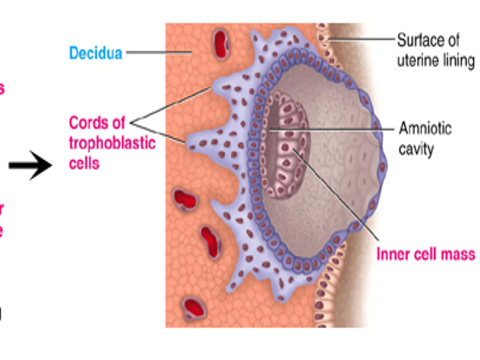 Decidua
Surface of
uterine lining
s
Cords of
trophoblastic
cells
Amniotic
cavity
r
e
Inner cell mass